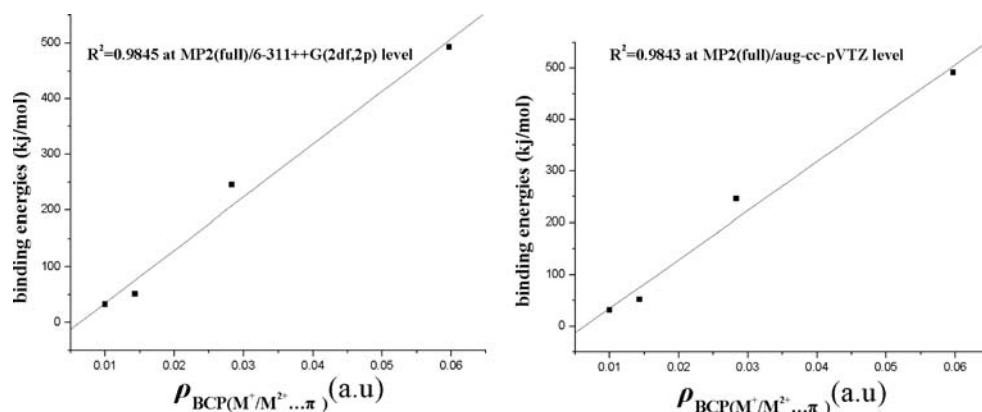 R²=0.9845 at MP2(full)/6-311++G(2df,2p) level
binding energies (kj/mol)
500
400
300
200
100
0
0.01 0.02 0.03 0.04 0.05 0.06
ρBCP(M⁺/M²⁺...π) (a.u)
R²=0.9843 at MP2(full)/aug-cc-pVTZ level
binding energies (kj/mol)
500
400
300
200
100
0
0.01 0.02 0.03 0.04 0.05 0.06
ρBCP(M⁺/M²⁺...π) (a.u)